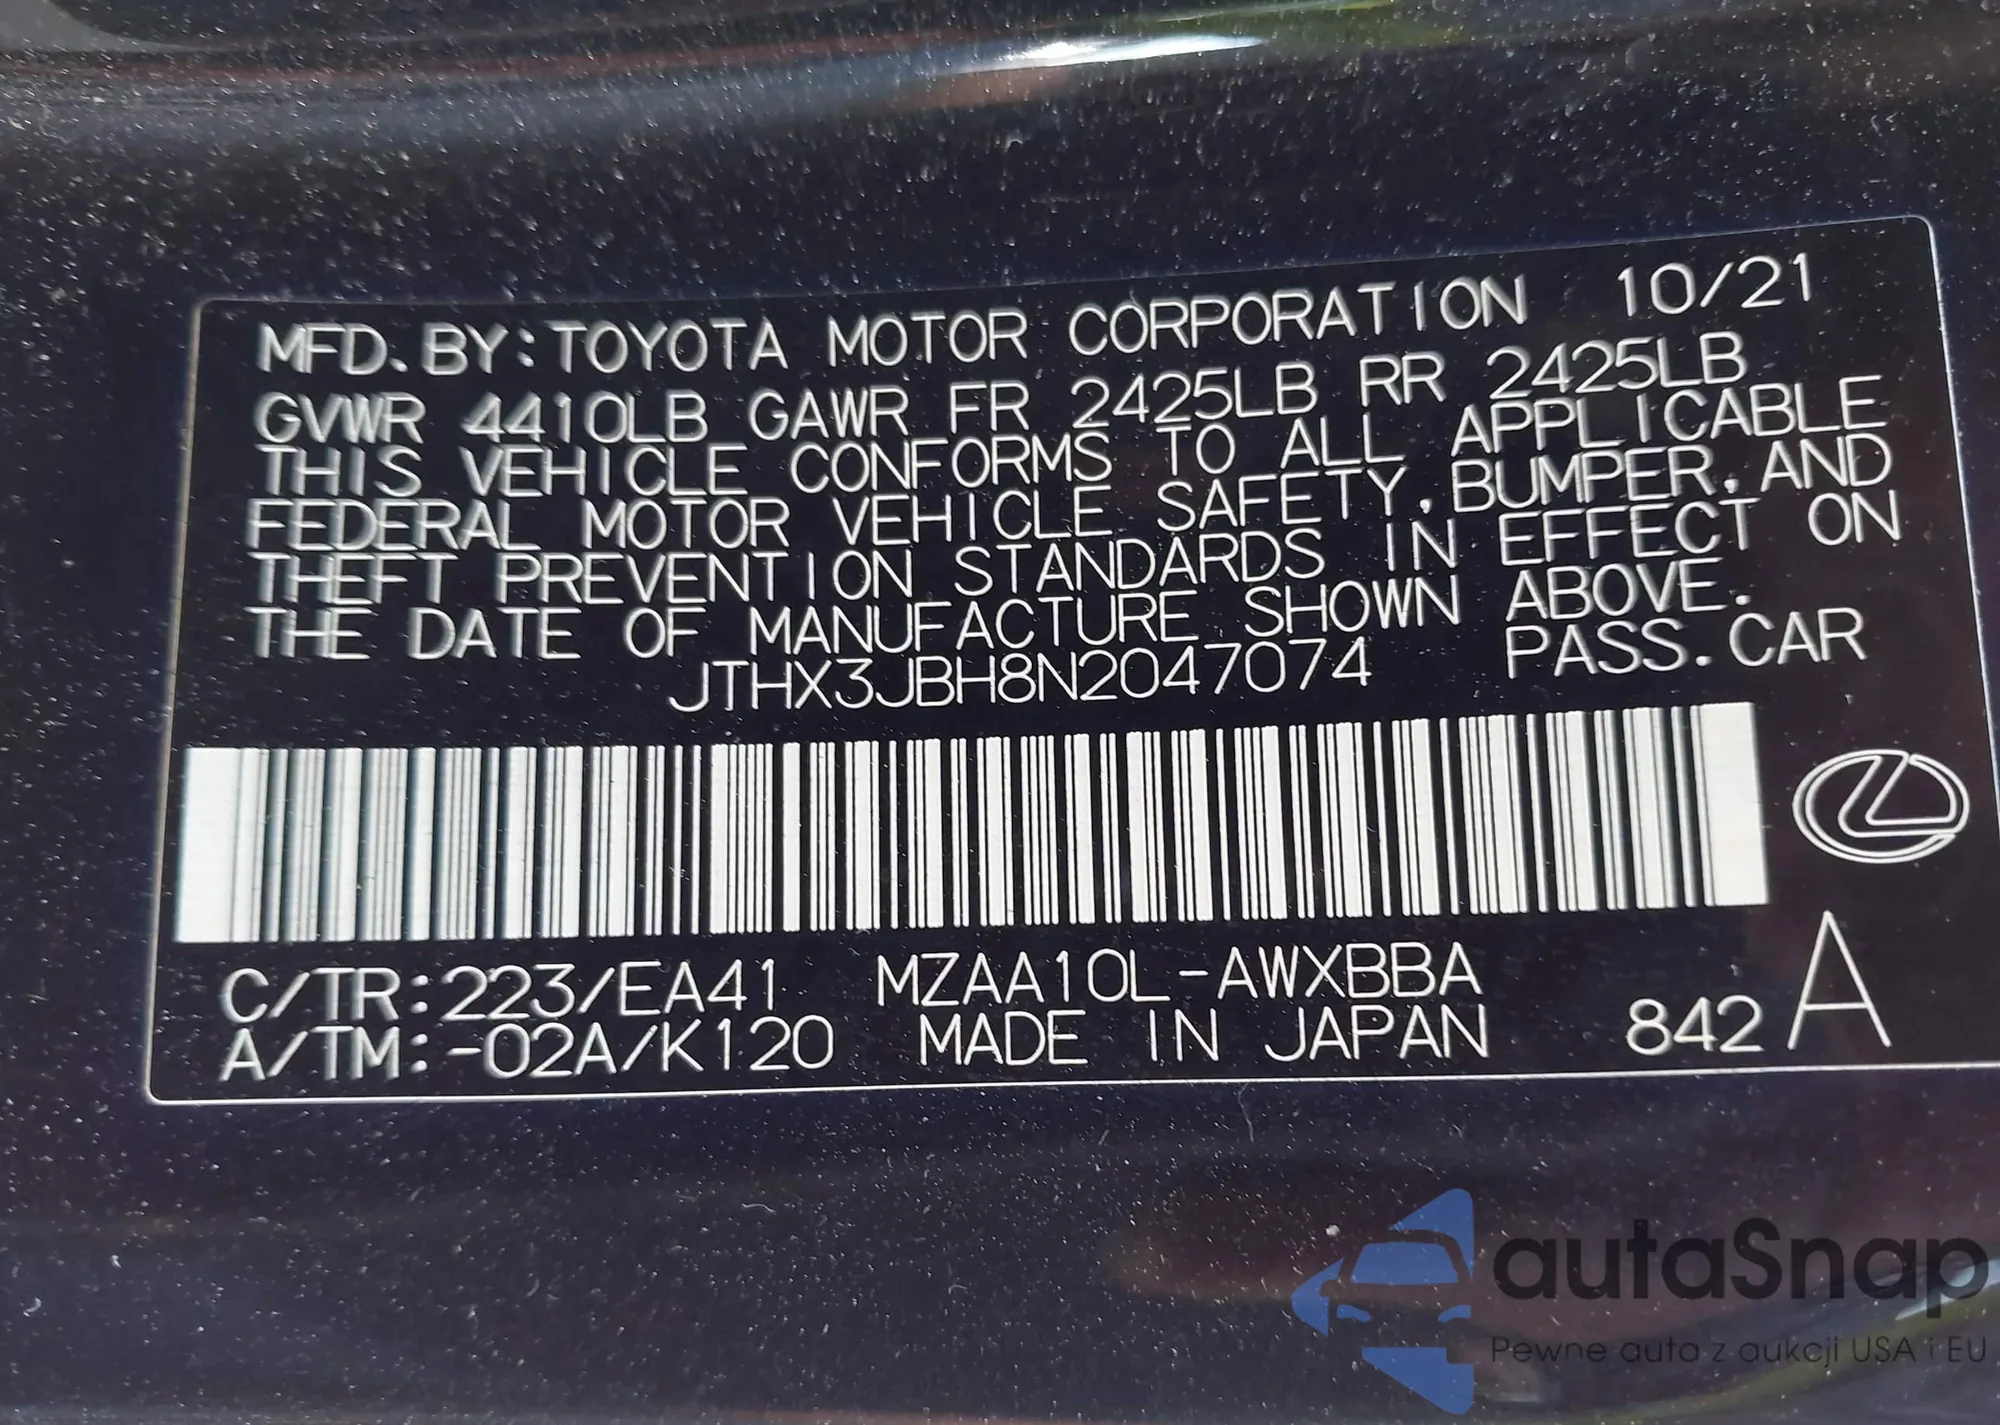 MFD.BY:TOYOTA MOTOR CORPORATION 10/21
GVWR 4410LB GAWR FR 2425LB RR 2425LB
THIS VEHICLE CONFORMS TO ALL APPLICABLE
FEDERAL MOTOR VEHICLE SAFETY,BUMPER,AND
THEFT PREVENTION STANDARDS IN EFFECT ON
THE DATE OF MANUFACTURE SHOWN ABOVE.
JTHX3JBH8N2047074 PASS.CAR
C/TR:223/EA41 MZAA10L-AWXBBA
A/TM:-02A/K120 MADE IN JAPAN 842 A
autaSnap
Pewne auta z aukcji USA i EU